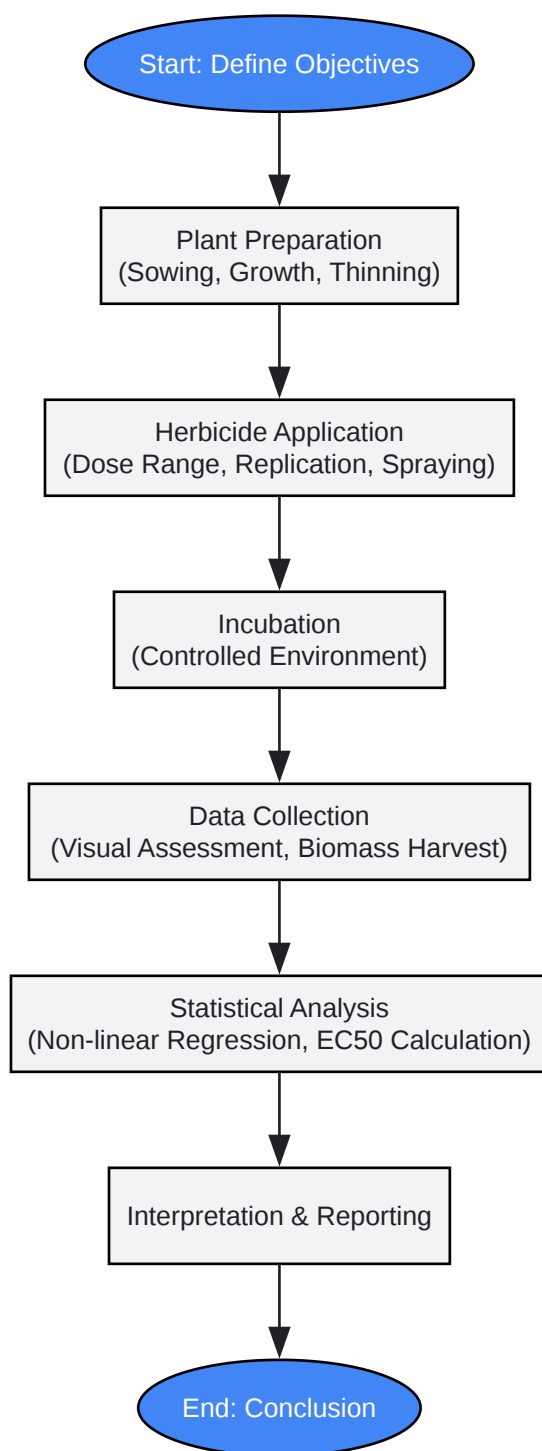 Start: Define Objectives
Plant Preparation
(Sowing, Growth, Thinning)
Herbicide Application
(Dose Range, Replication, Spraying)
Incubation
(Controlled Environment)
Data Collection
(Visual Assessment, Biomass Harvest)
Statistical Analysis
(Non-linear Regression, EC50 Calculation)
Interpretation & Reporting
End: Conclusion